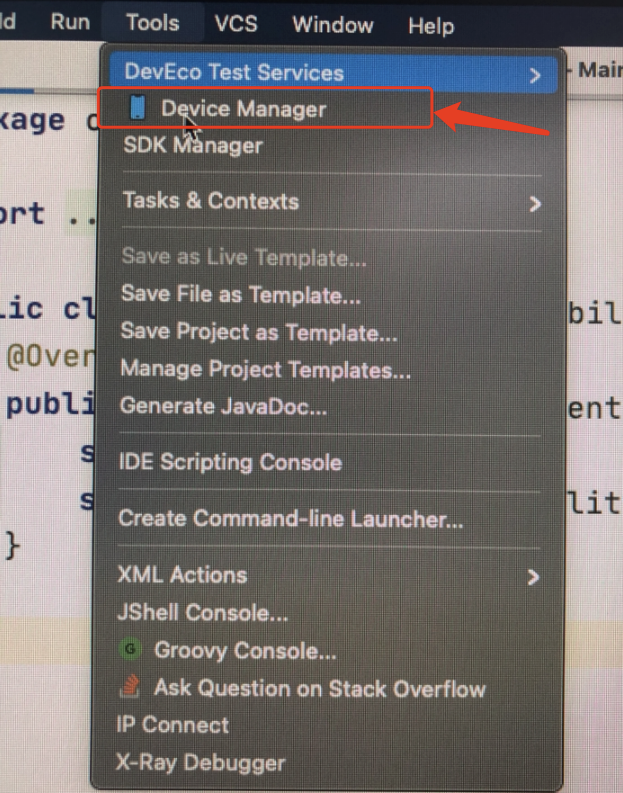 ld Run Tools VCS Window Help
DevEco Test Services
- Main
Device Manager
kage c
SDK Manager
Tasks & Contexts
ort ..
Save as Live Template...
Save File as Template...
lic cl
bil
Save Project as Template...
@Over
Manage Project Templates...
publi
Generate JavaDoc...
ent
s
IDE Scripting Console
s
lit
Create Command-line Launcher...
}
XML Actions
JShell Console...
G Groovy Console...
Ask Question on Stack Overflow
IP Connect
X-Ray Debugger